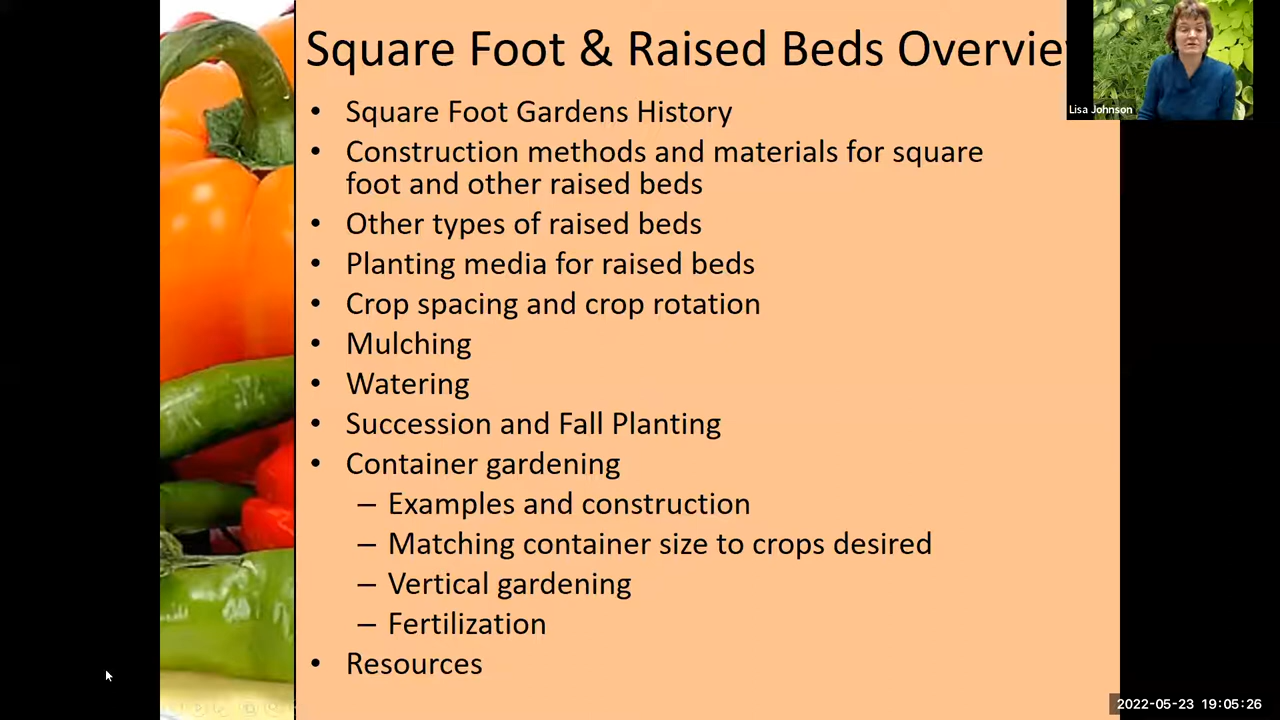 Square Foot & Raised Beds Overvie
Lisa Johnson
• Square Foot Gardens History
• Construction methods and materials for square
foot and other raised beds
• Other types of raised beds
• Planting media for raised beds
• Crop spacing and crop rotation
• Mulching
• Watering
• Succession and Fall Planting
• Container gardening
– Examples and construction
– Matching container size to crops desired
– Vertical gardening
– Fertilization
• Resources
2022-05-23 19:05:26